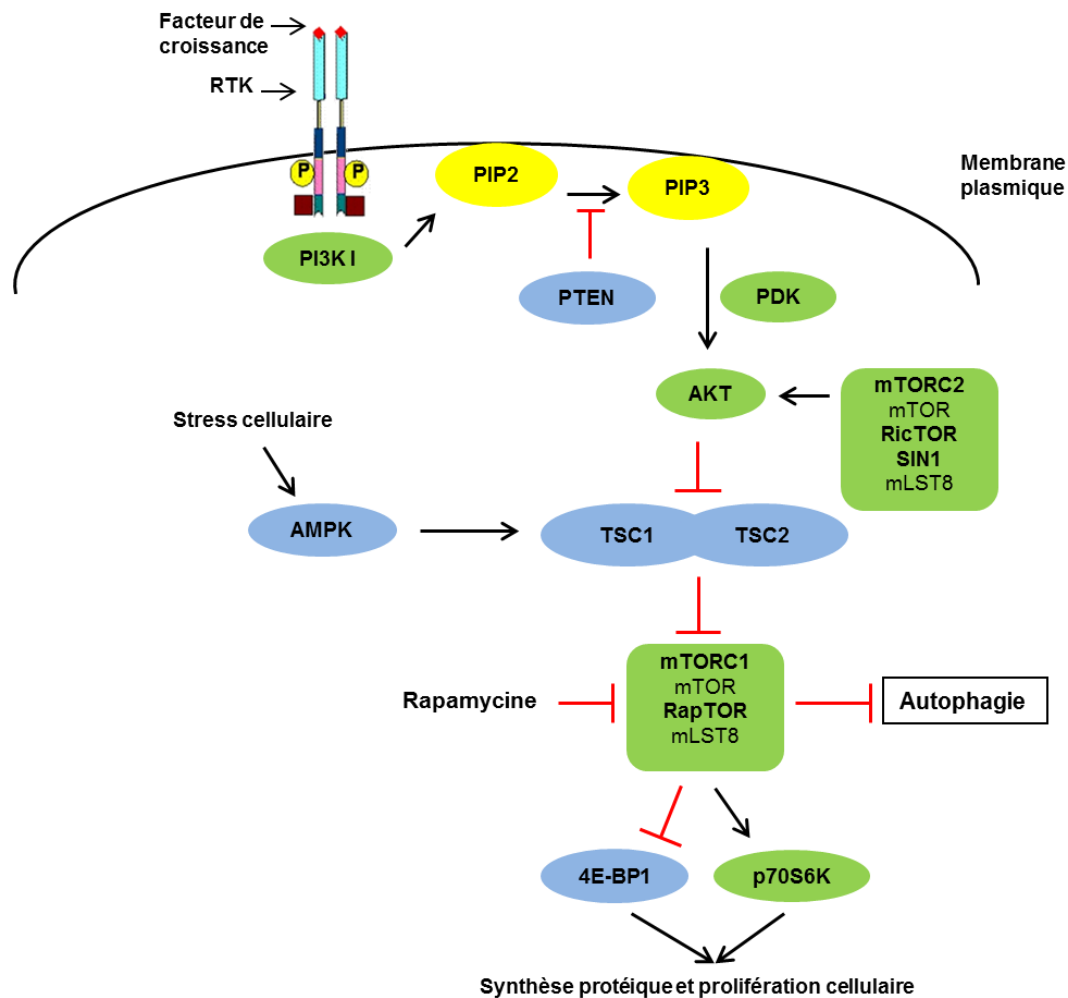 Facteur de
croissance
RTK
P
P
PI3K I
PIP2
PIP3
Membrane
plasmique
PTEN
PDK
AKT
mTORC2
mTOR
RicTOR
SIN1
mLST8
Stress cellulaire
AMPK
TSC1
TSC2
Rapamycine
mTORC1
mTOR
RapTOR
mLST8
Autophagie
4E-BP1
p70S6K
Synthèse protéique et prolifération cellulaire